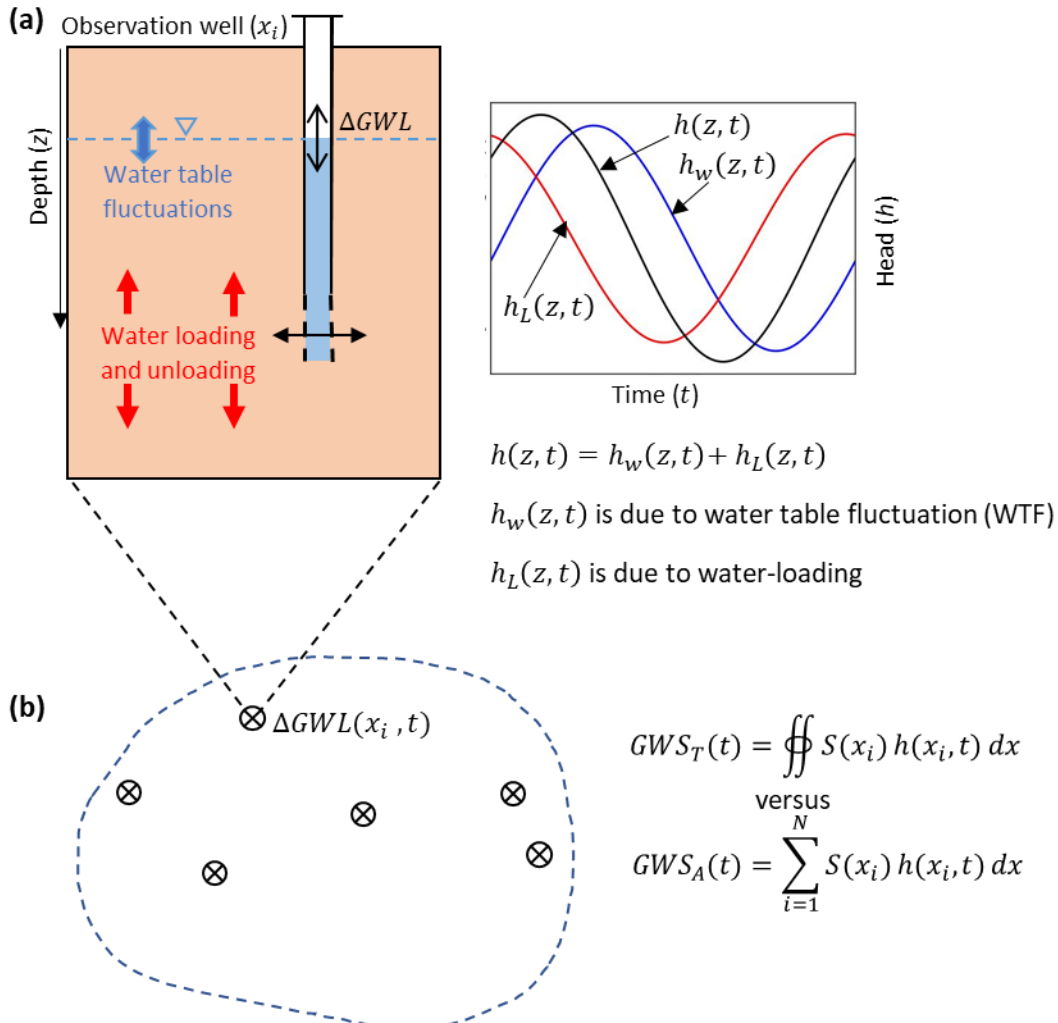 (a)
Observation well (𝑥ᵢ)
Depth (𝑧)
Δ𝐺𝑊𝐿
Water table
fluctuations
Water loading
and unloading
ℎ(𝑧, 𝑡)
ℎ_𝑤(𝑧, 𝑡)
ℎ_𝐿(𝑧, 𝑡)
Head (ℎ)
Time (𝑡)
ℎ(𝑧, 𝑡) = ℎ_𝑤(𝑧, 𝑡) + ℎ_𝐿(𝑧, 𝑡)
ℎ_𝑤(𝑧, 𝑡) is due to water table fluctuation (WTF)
ℎ_𝐿(𝑧, 𝑡) is due to water-loading
(b)
Δ𝐺𝑊𝐿(𝑥ᵢ , 𝑡)
𝐺𝑊𝑆_𝑇(𝑡) = ∯ 𝑆(𝑥ᵢ) ℎ(𝑥ᵢ, 𝑡) 𝑑𝑥
versus
𝐺𝑊𝑆_𝐴(𝑡) = ∑_{𝑖=1}^{𝑁} 𝑆(𝑥ᵢ) ℎ(𝑥ᵢ, 𝑡) 𝑑𝑥